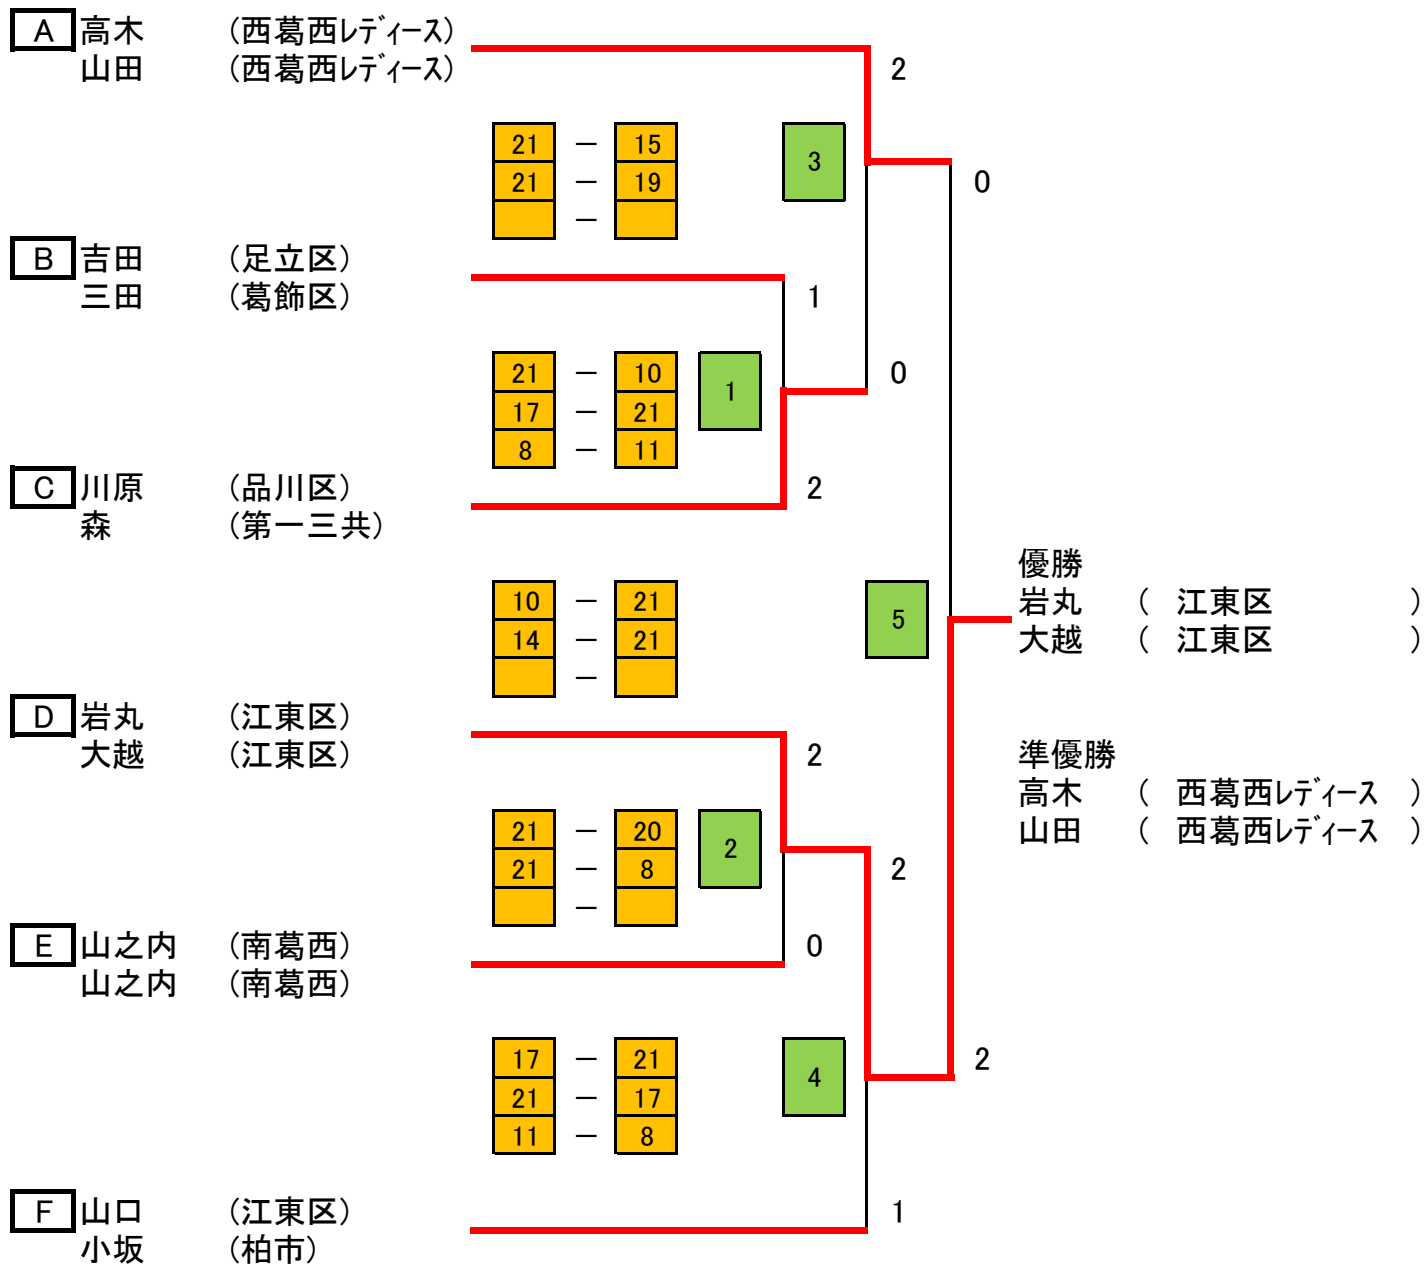 A 高木 （西葛西ﾚﾃﾞｨｰｽ）
山田 （西葛西ﾚﾃﾞｨｰｽ）
2
21 － 15
3
21 － 19
0
－
B 吉田 （足立区）
三田 （葛飾区）
1
21 － 10
0
1
17 － 21
8 － 11
C 川原 （品川区）
2
森 （第一三共）
優勝
10 － 21
岩丸 （ 江東区 ）
5
14 － 21
大越 （ 江東区 ）
－
D 岩丸 （江東区）
大越 （江東区）
2
準優勝
高木 （ 西葛西ﾚﾃﾞｨｰｽ ）
21 － 20
山田 （ 西葛西ﾚﾃﾞｨｰｽ ）
2
21 － 8
2
－
E 山之内 （南葛西）
0
山之内 （南葛西）
17 － 21
2
4
21 － 17
11 － 8
F 山口 （江東区）
1
小坂 （柏市）